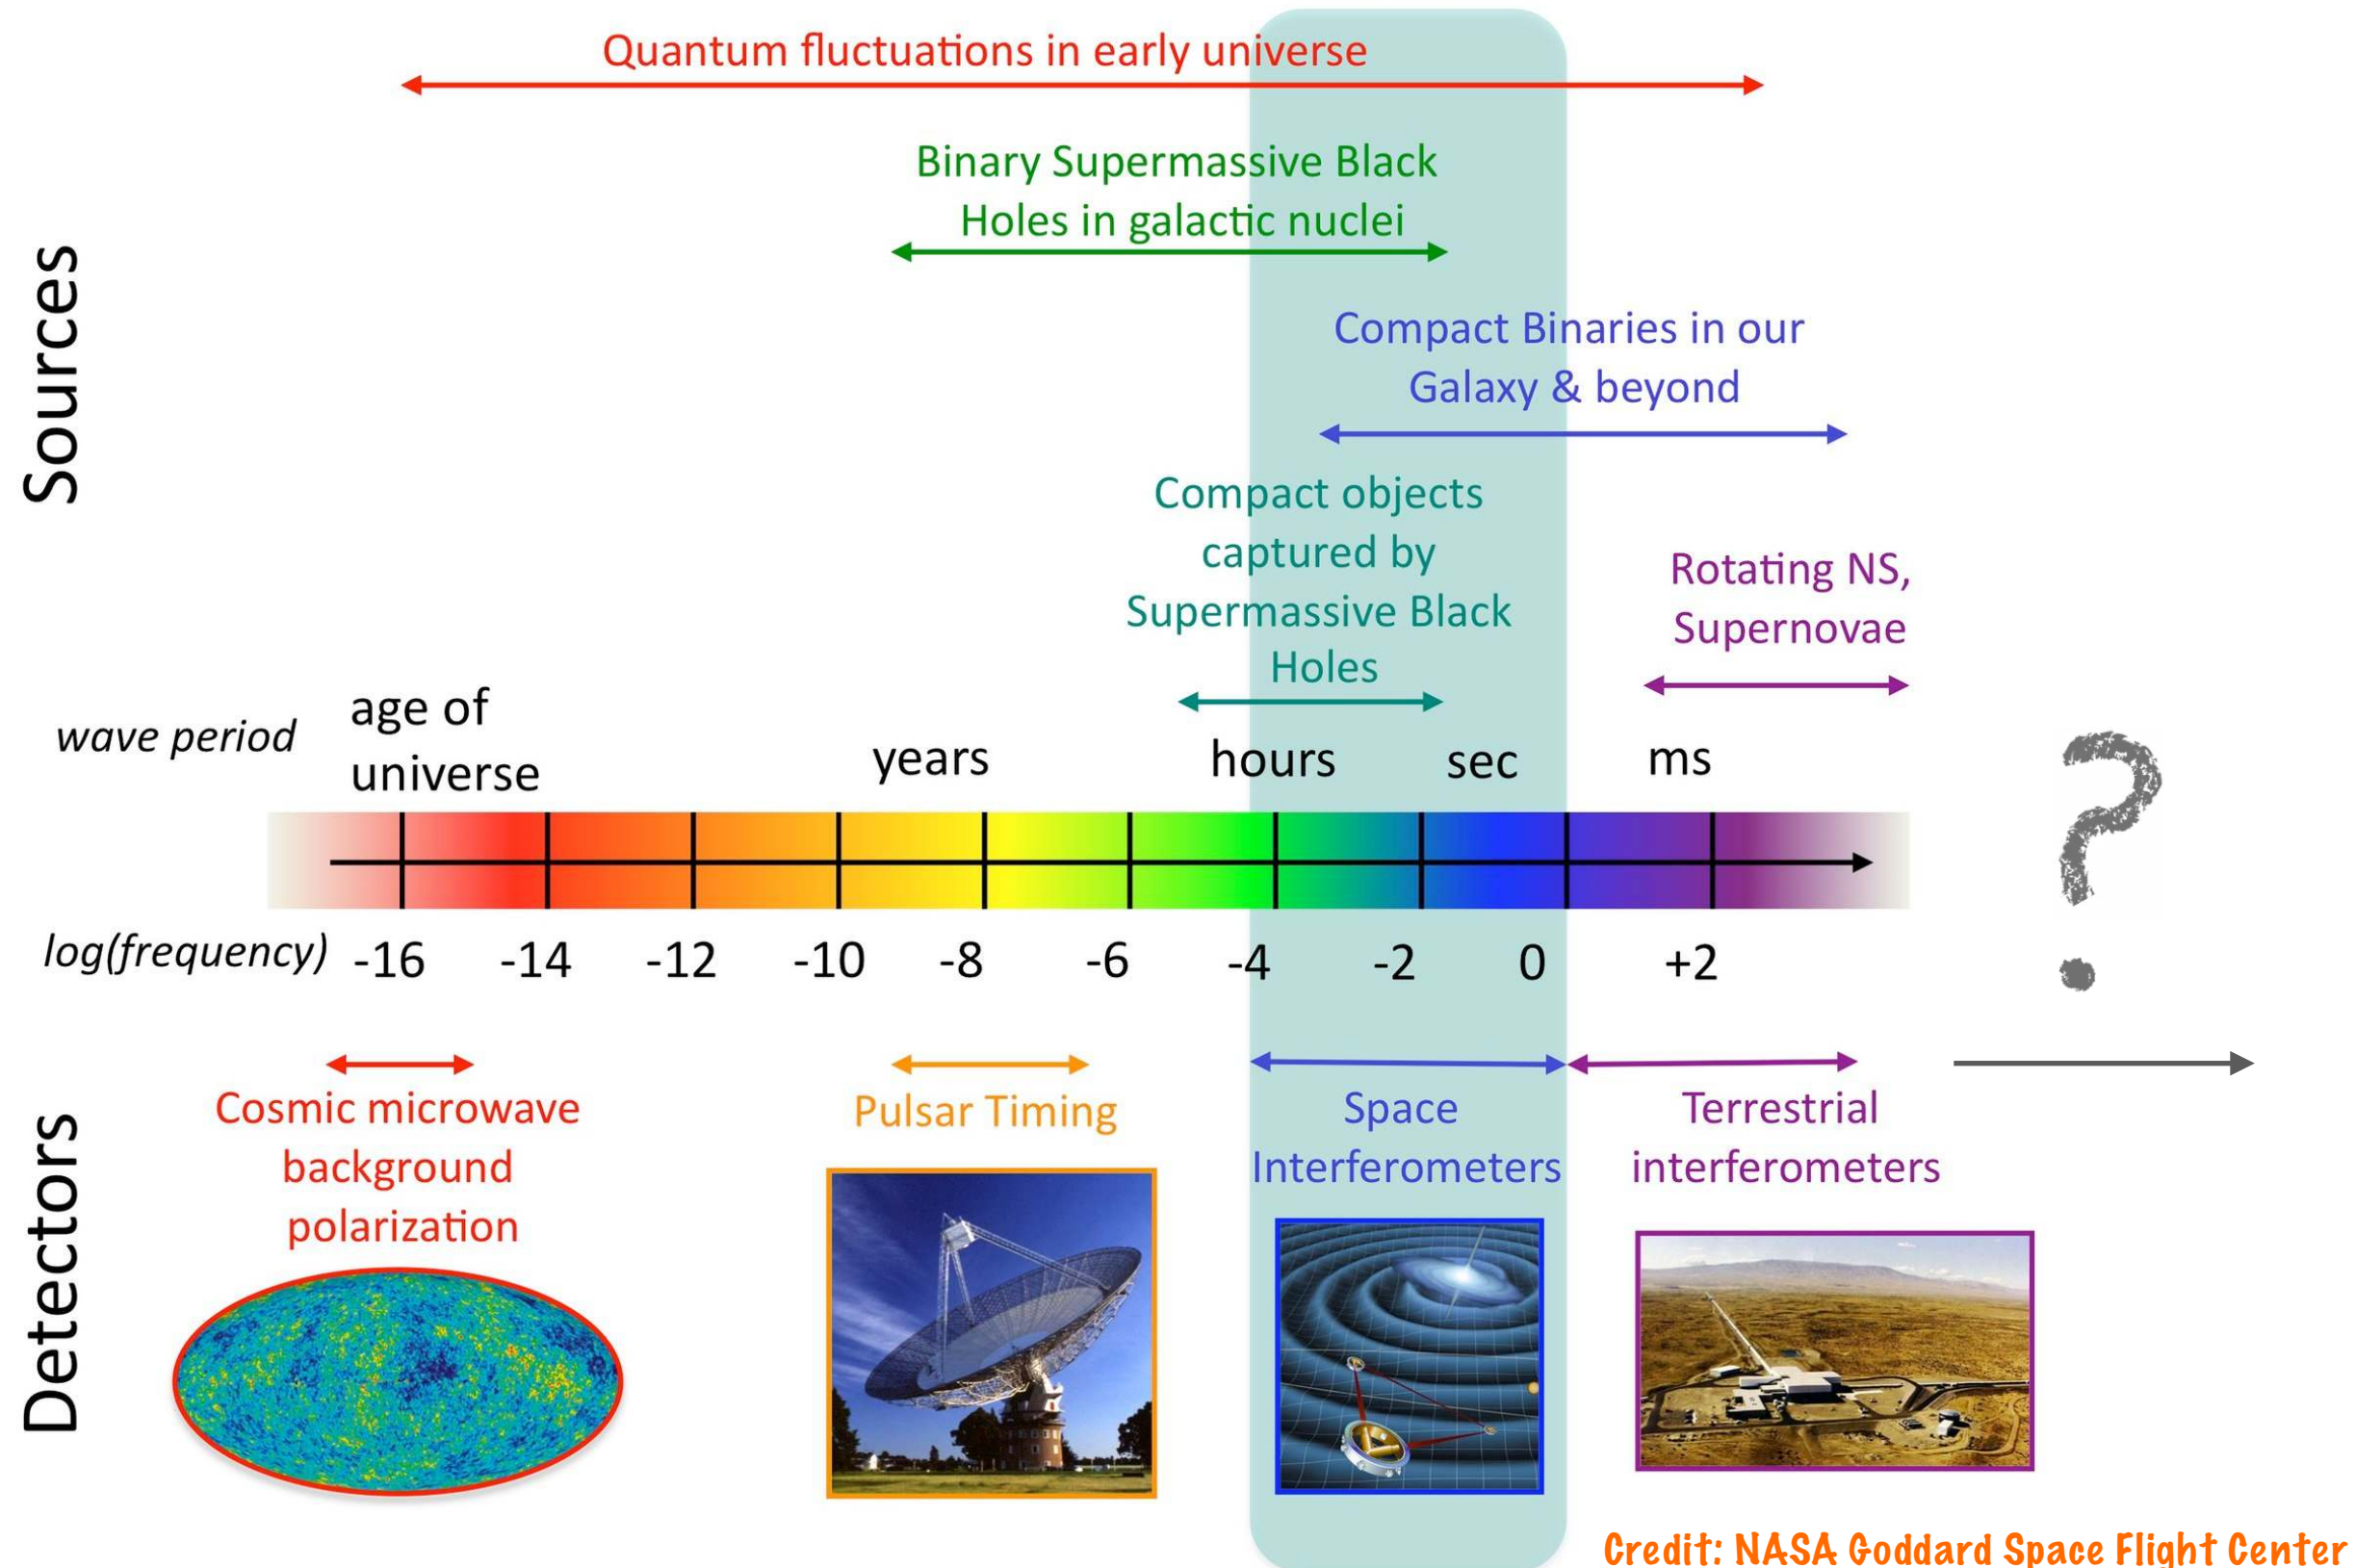 Quantum fluctuations in early universe
Binary Supermassive Black
Holes in galactic nuclei
Sources
Compact Binaries in our
Galaxy & beyond
Compact objects
captured by
Supermassive Black
Holes
Rotating NS,
Supernovae
wave period
age of
universe
years
hours
sec
ms
?
log(frequency)
-16
-14
-12
-10
-8
-6
-4
-2
0
+2
Detectors
Cosmic microwave
background
polarization
Pulsar Timing
Space
Interferometers
Terrestrial
interferometers
Credit: NASA Goddard Space Flight Center